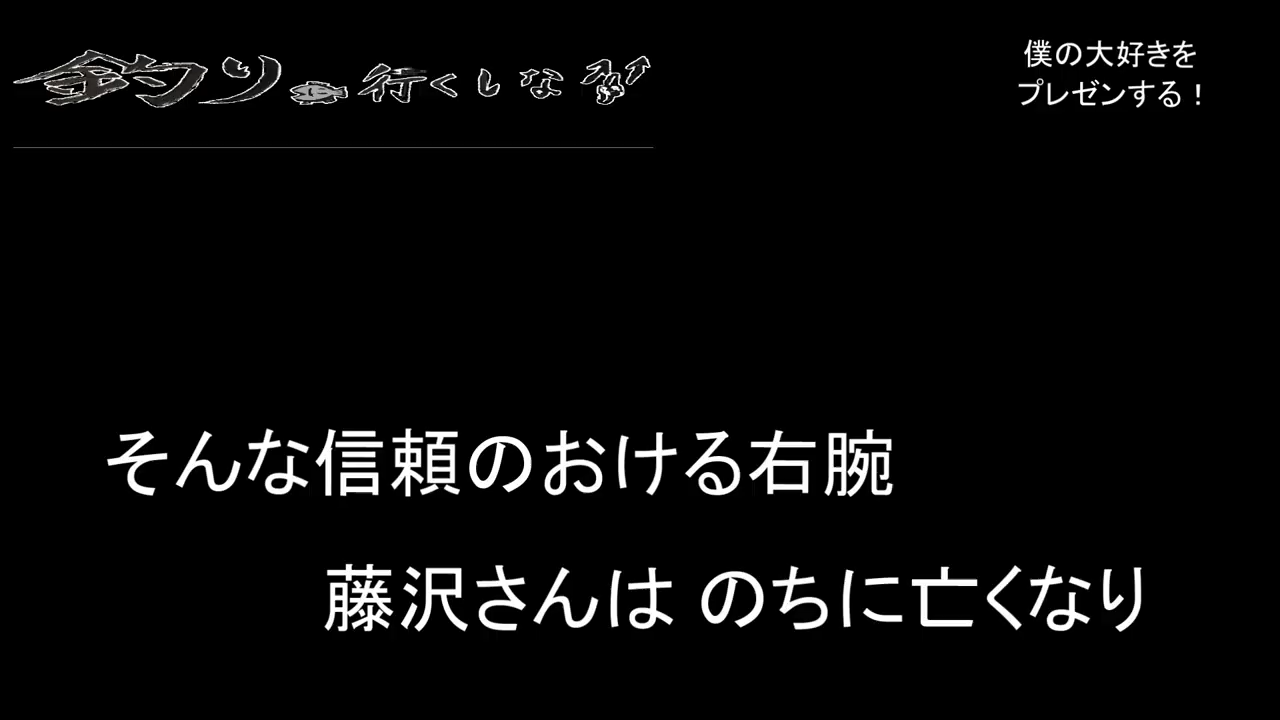 釣り行くしな
僕の大好きを
プレゼンする！
そんな信頼のおける右腕
藤沢さんは のちに亡くなり